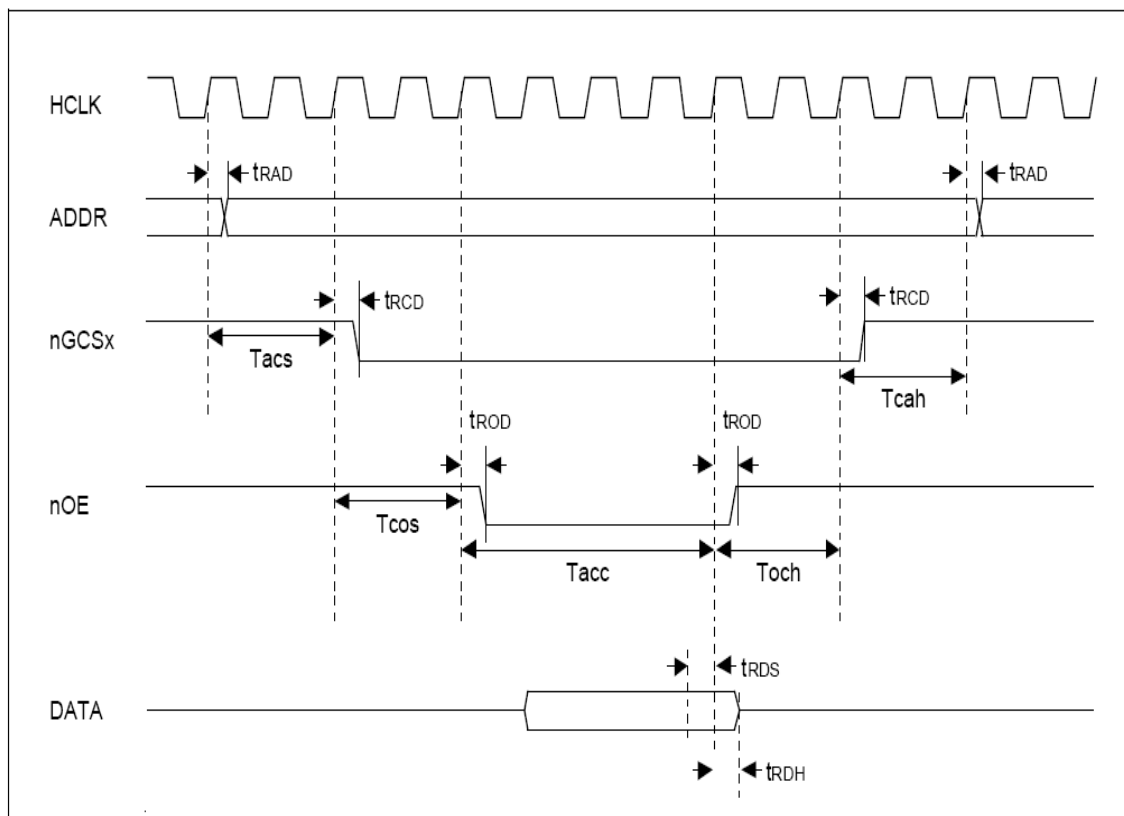 HCLK
tRAD
tRAD
ADDR
tRCD
tRCD
nGCSx
Tacs
Tcah
tROD
tROD
nOE
Tcos
Tacc
Toch
tRDS
DATA
tRDH